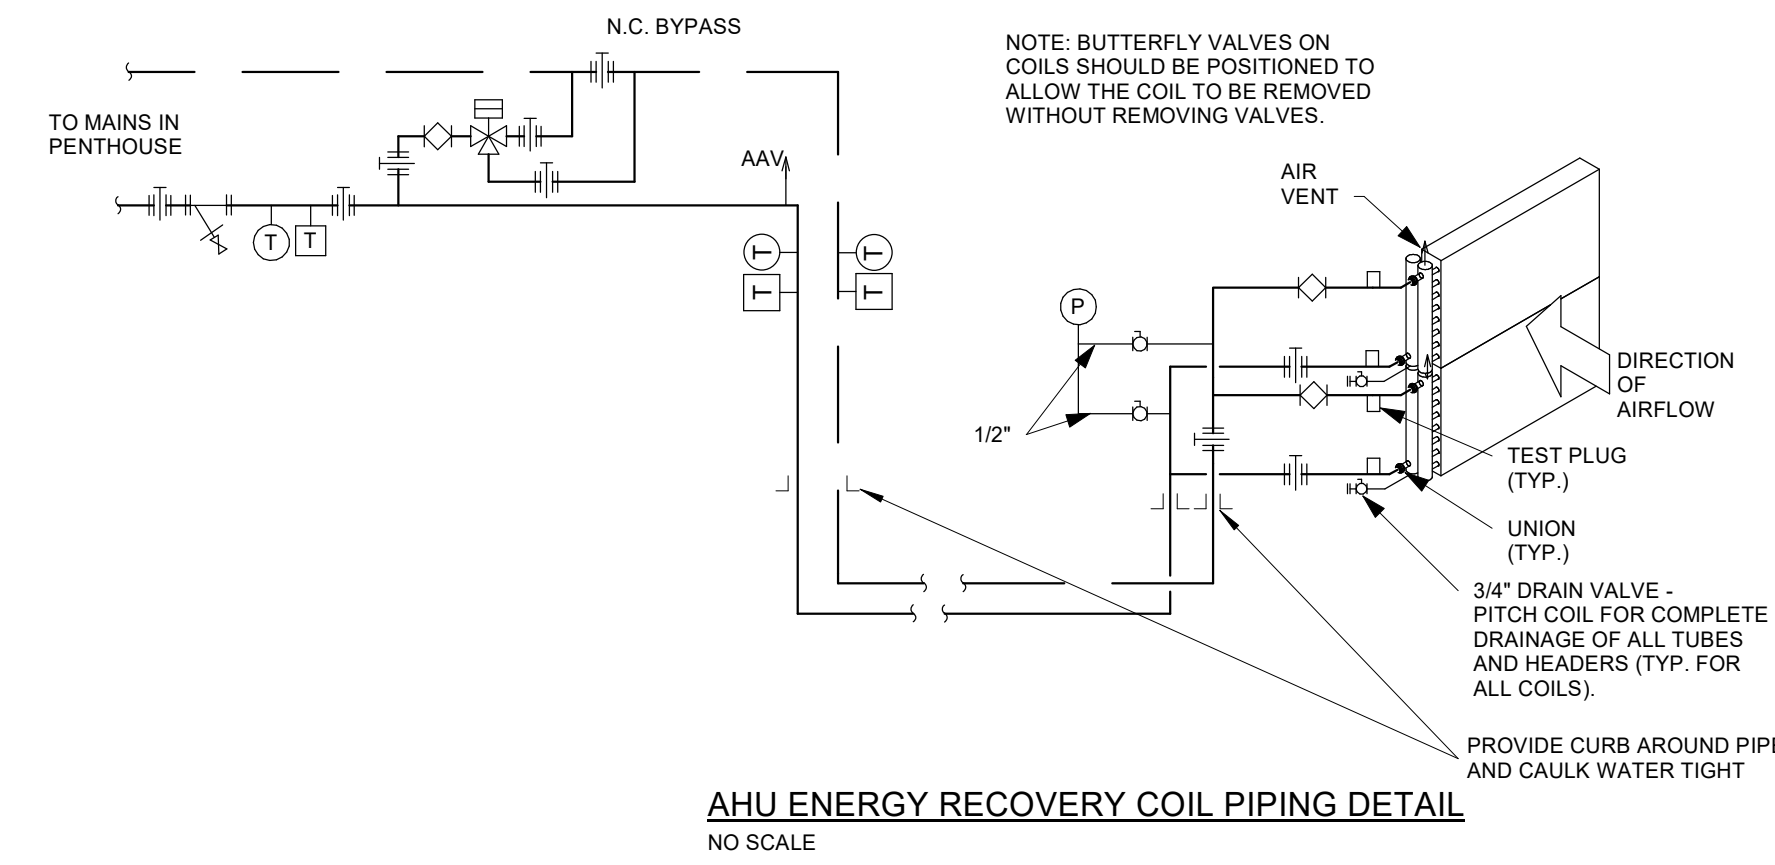 N.C. BYPASS
NOTE: BUTTERFLY VALVES ON
COILS SHOULD BE POSITIONED TO
ALLOW THE COIL TO BE REMOVED
WITHOUT REMOVING VALVES.
TO MAINS IN
PENTHOUSE
AAV
AIR
VENT
T
T
T
T
T
T
P
DIRECTION
OF
AIRFLOW
1/2"
TEST PLUG
(TYP.)
UNION
(TYP.)
3/4" DRAIN VALVE -
PITCH COIL FOR COMPLETE
DRAINAGE OF ALL TUBES
AND HEADERS (TYP. FOR
ALL COILS).
PROVIDE CURB AROUND PIPE
AND CAULK WATER TIGHT
AHU ENERGY RECOVERY COIL PIPING DETAIL
NO SCALE